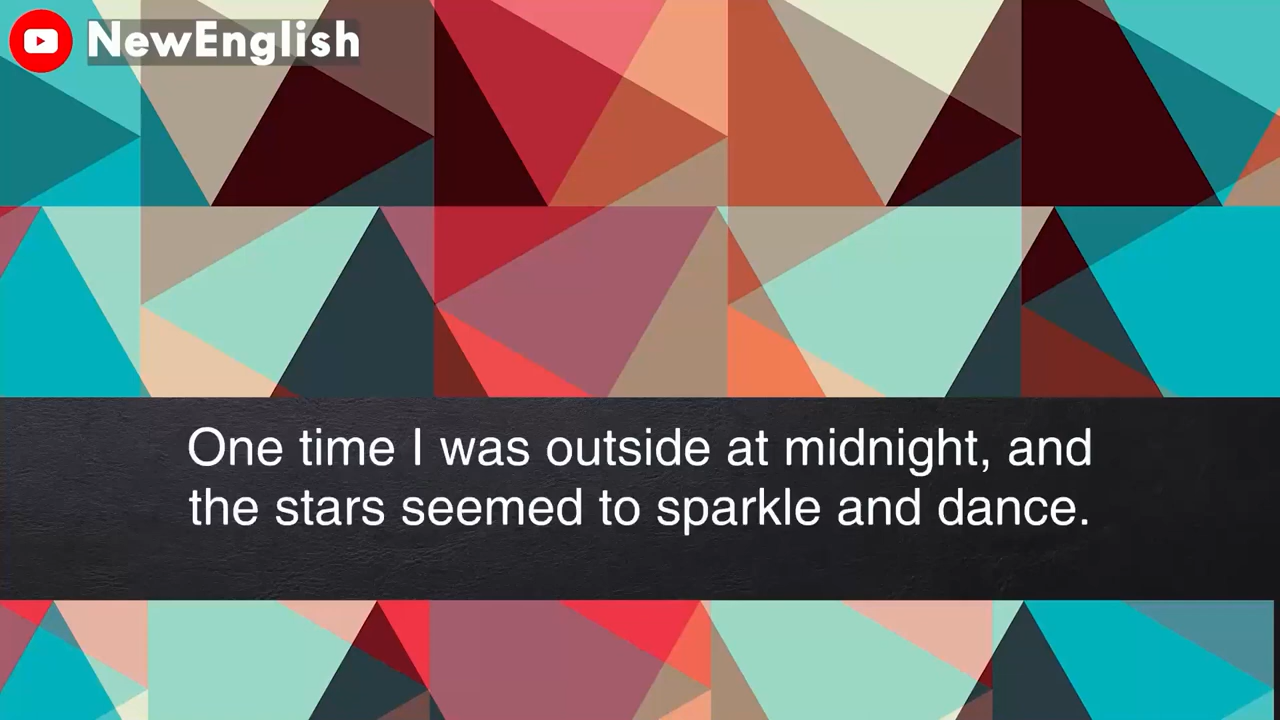 NewEnglish
One time I was outside at midnight, and
the stars seemed to sparkle and dance.